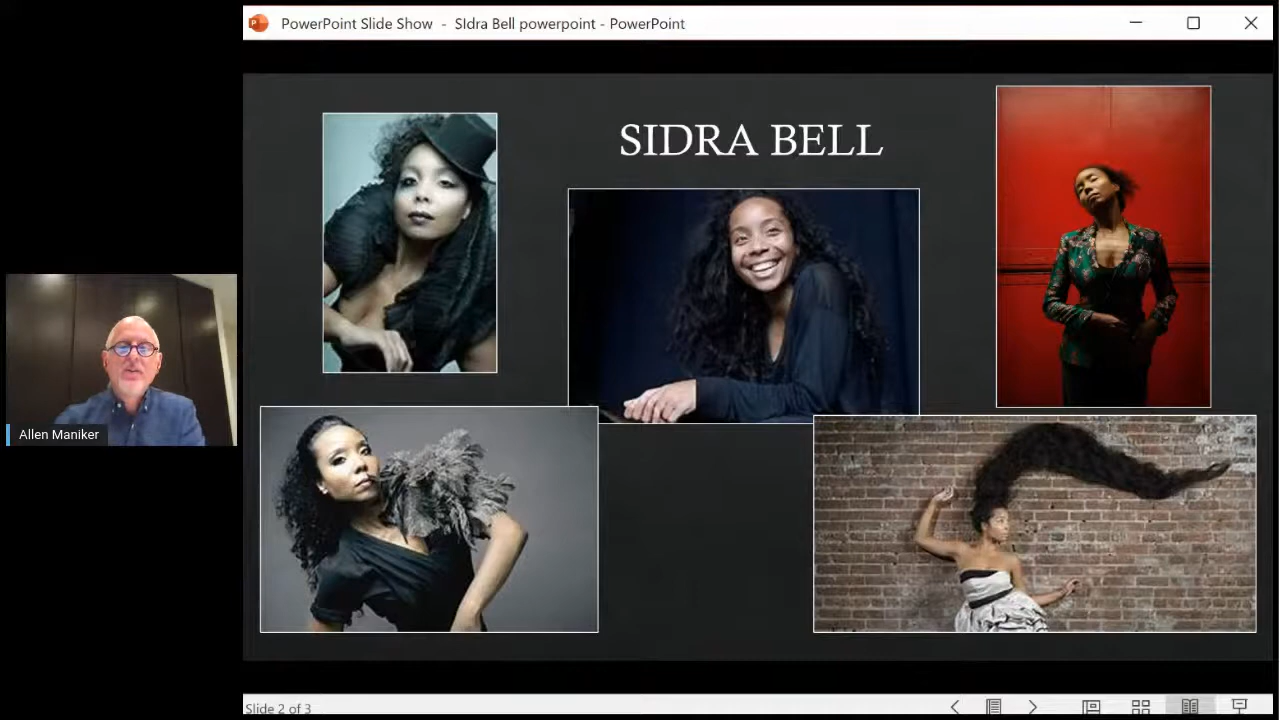 PowerPoint Slide Show - SIdra Bell powerpoint - PowerPoint
SIDRA BELL
Allen Maniker
Slide 2 of 3